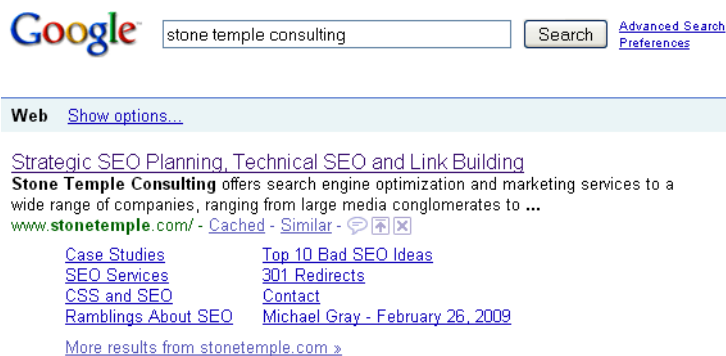 Google stone temple consulting Search Advanced Search
Preferences
Web Show options...
Strategic SEO Planning, Technical SEO and Link Building
Stone Temple Consulting offers search engine optimization and marketing services to a
wide range of companies, ranging from large media conglomerates to ...
www.stonetemple.com/ - Cached - Similar -
Case Studies Top 10 Bad SEO Ideas
SEO Services 301 Redirects
CSS and SEO Contact
Ramblings About SEO Michael Gray - February 26, 2009
More results from stonetemple.com »